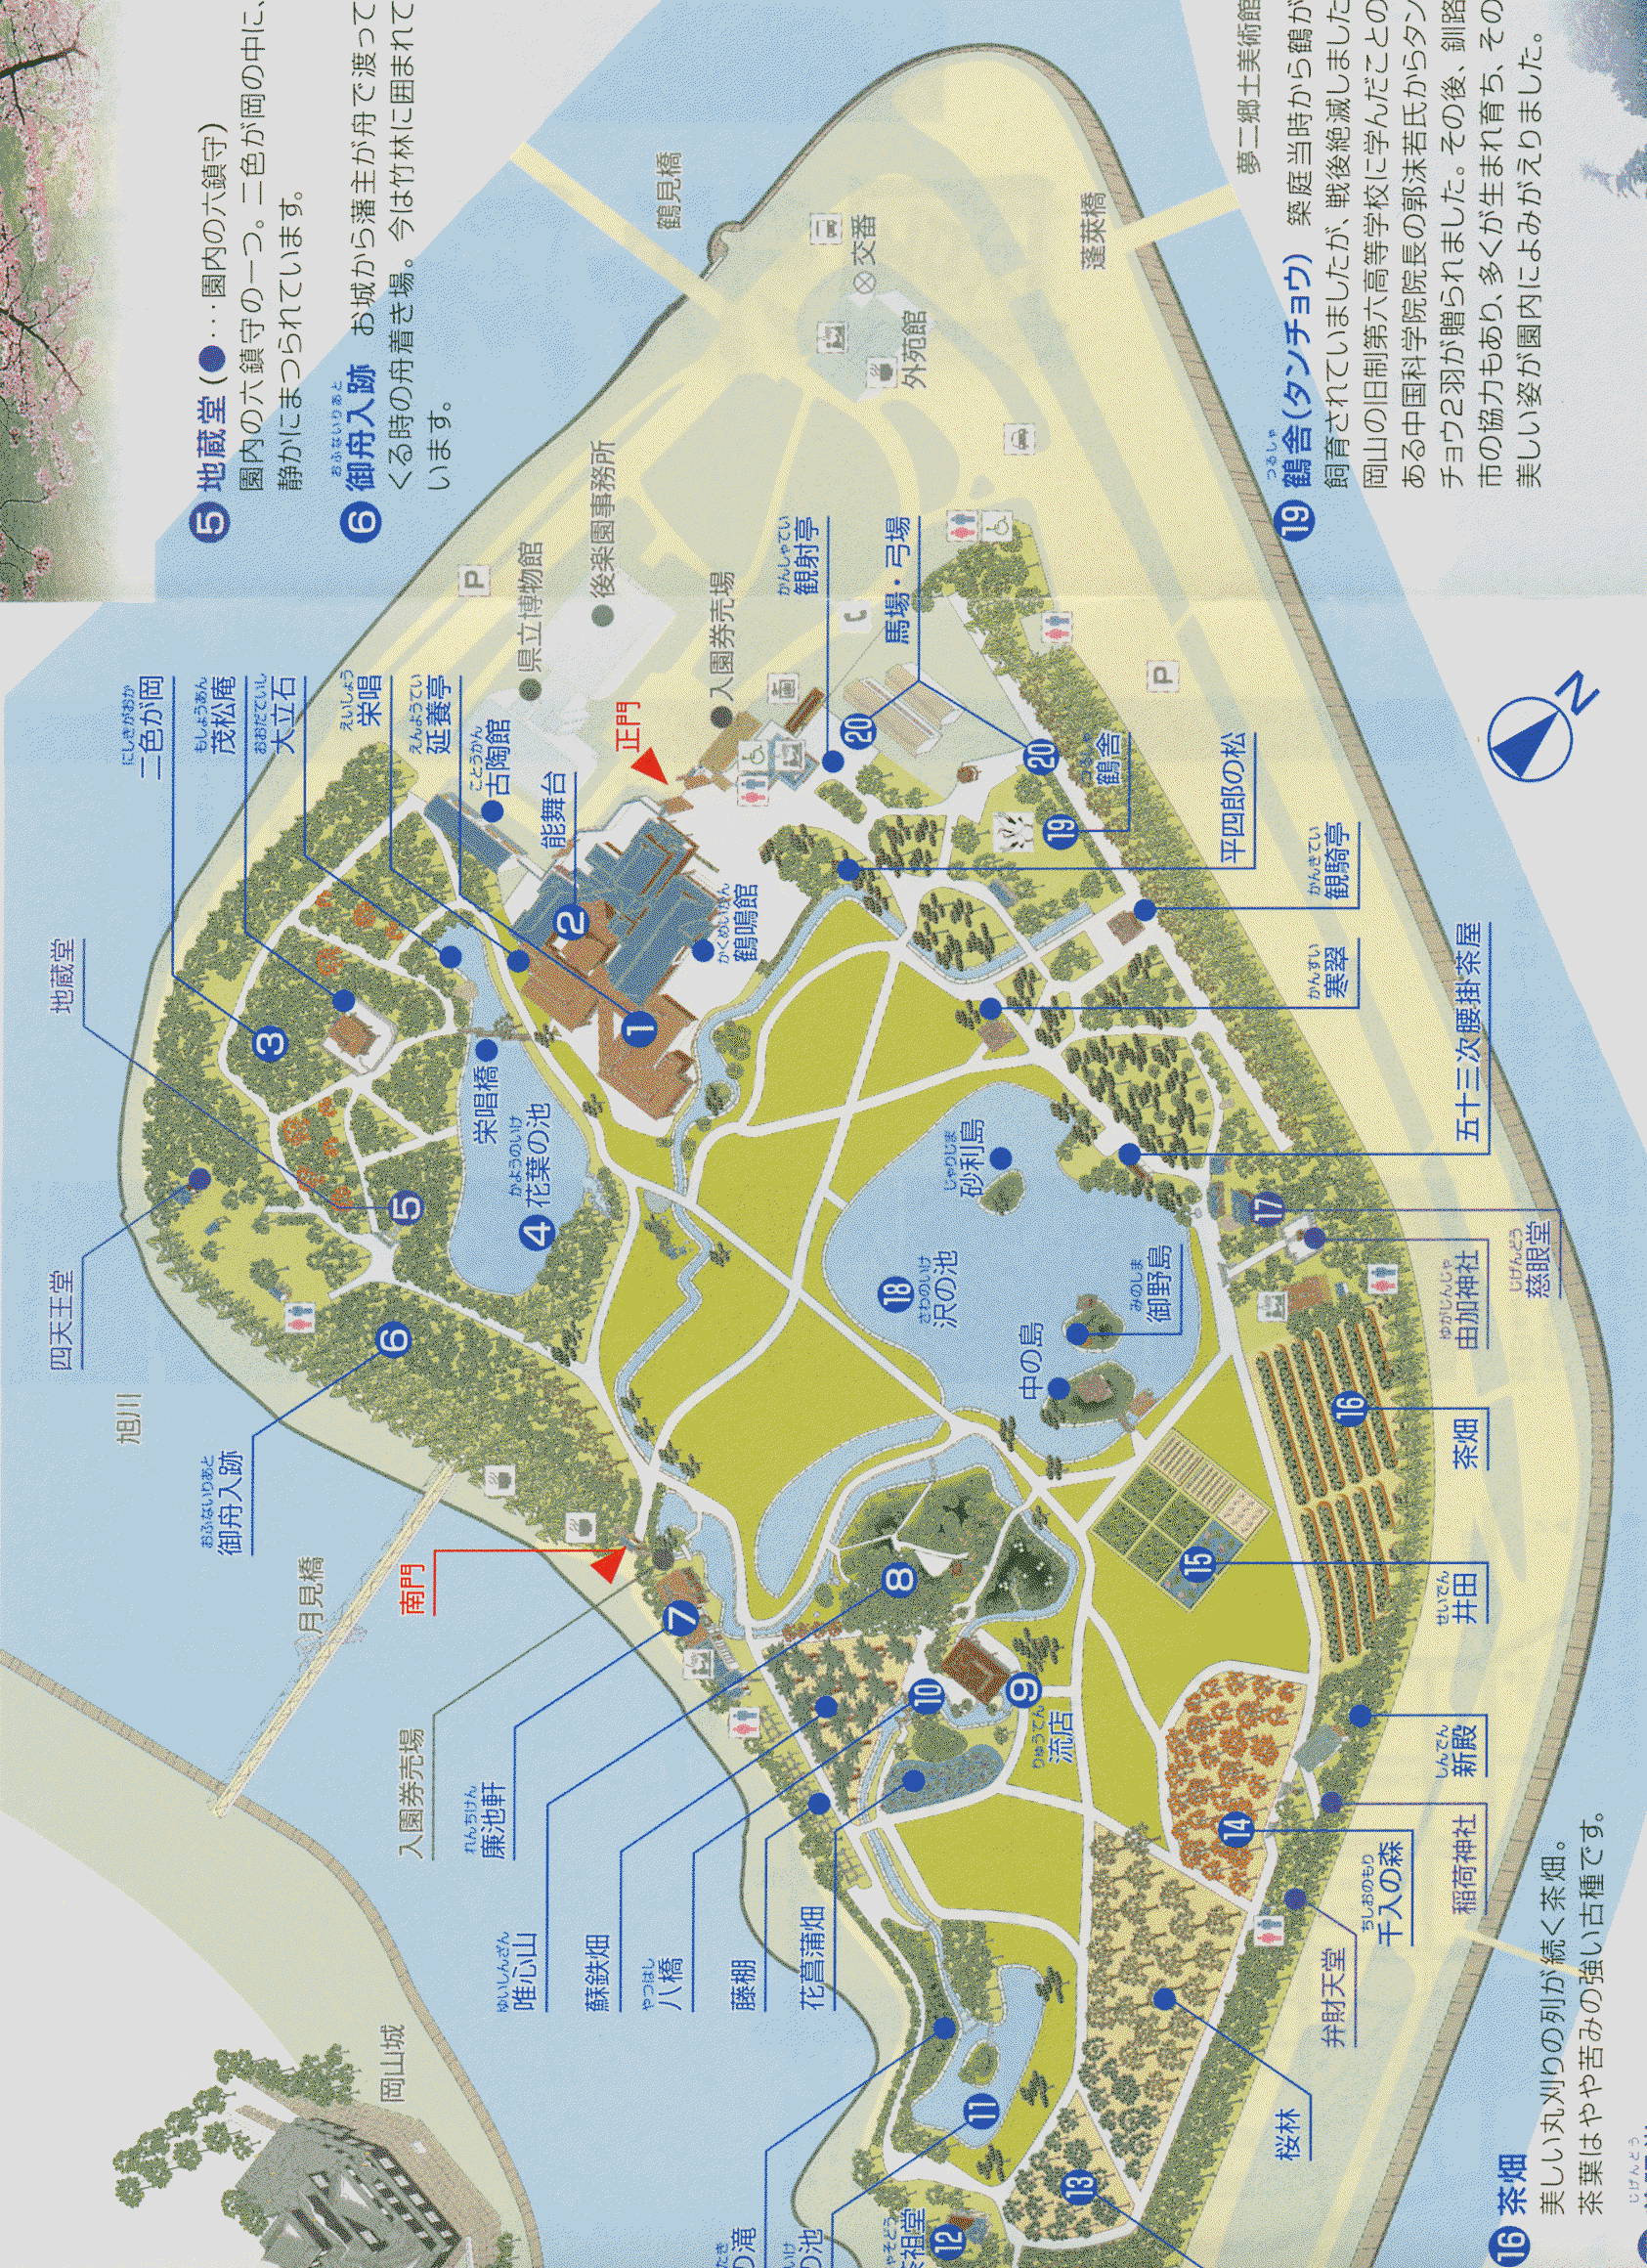 5 地蔵堂(●・・・園内の六鎮守)
園内の六鎮守の一つ。二色が岡の中に、
静かにまつられています。
おふないりあと
6 御舟入跡 お城から藩主が舟で渡って
くる時の舟着き場。今は竹林に囲まれて
います。
夢二郷土美術館
つるしゃ
19 鶴舎(タンチョウ) 築庭当時から鶴が
飼育されていましたが、戦後絶滅しました
岡山の旧制第六高等学校に学んだことの
ある中国科学院院長の郭沫若氏からタン
チョウ2羽が贈られました。その後、釧路
市の協力もあり、多くが生まれ育ち、その
美しい姿が園内によみがえりました。
鶴見橋
蓬萊橋
交番
外苑館
後楽園事務所
県立博物館
入園券売場
P
P
正門
かんしゃてい
観射亭
馬場・弓場
20
20
にしきがおか
二色が岡
もしょうあん
茂松庵
おおだていし
大立石
えいしょう
栄唱
えんようてい
延養亭
ことうかん
古陶館
能舞台
かくめいかん
鶴鳴館
鶴舎
19
平四郎の松
かんきてい
観騎亭
かんすい
寒翠
五十三次腰掛茶屋
N
地蔵堂
3
2
1
栄唱橋
かようのいけ
4 花葉の池
5
四天王堂
旭川
6
おふないりあと
御舟入跡
じゃりじま
砂利島
18
さわのいけ
沢の池
みのしま
御野島
中の島
17
ゆがじんじゃ
由加神社
じげんどう
慈眼堂
16
茶畑
月見橋
南門
7
8
15
せいでん
井田
入園券売場
れんちけん
廉池軒
ゆいしんざん
唯心山
蘇鉄畑
やつはし
八橋
藤棚
花菖蒲畑
10
9
りゅうてん
流店
14
しんでん
新殿
稲荷神社
ちしおのもり
千入の森
弁財天堂
桜林
岡山城
11
13
12
たき
の滝
いけ
の池
祖堂
16 茶畑
美しい丸刈りの列が続く茶畑。
茶葉はやや苦みの強い古種です。
じげんどう